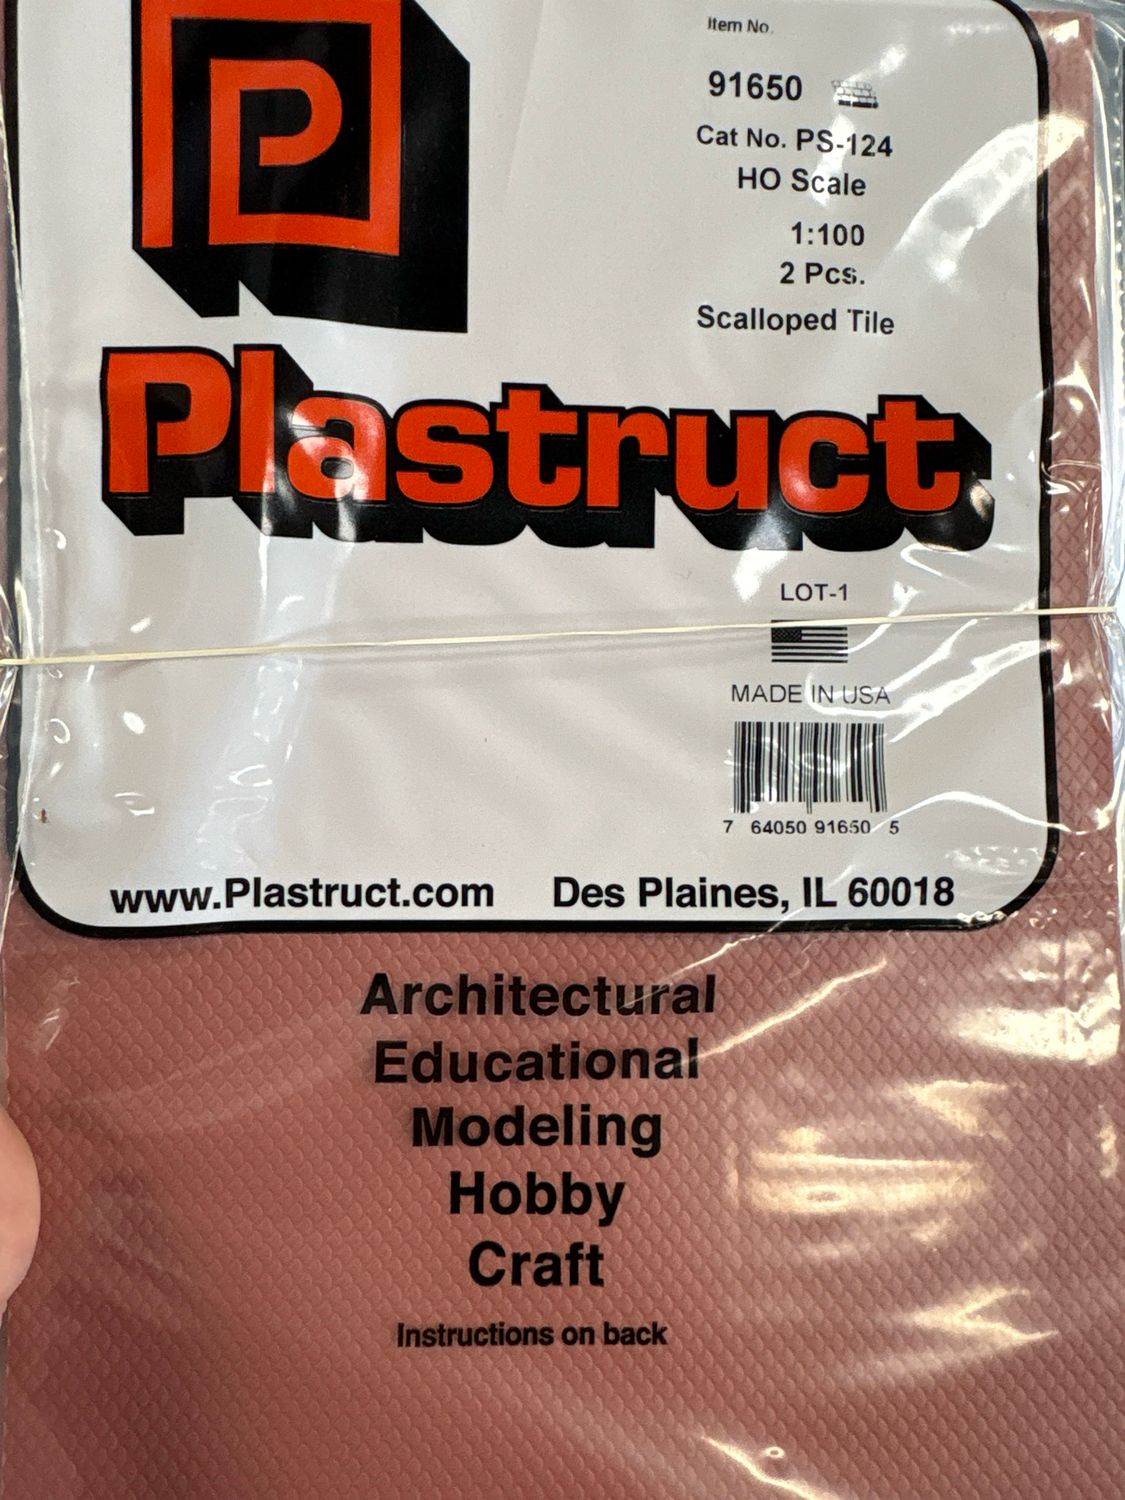 Item No.
91650
Cat No. PS-124
HO Scale
1:100
2 Pcs.
Scalloped Tile
P
Plastruct
LOT-1
MADE IN USA
7 64050 91650 5
www.Plastruct.com Des Plaines, IL 60018
Architectural
Educational
Modeling
Hobby
Craft
Instructions on back